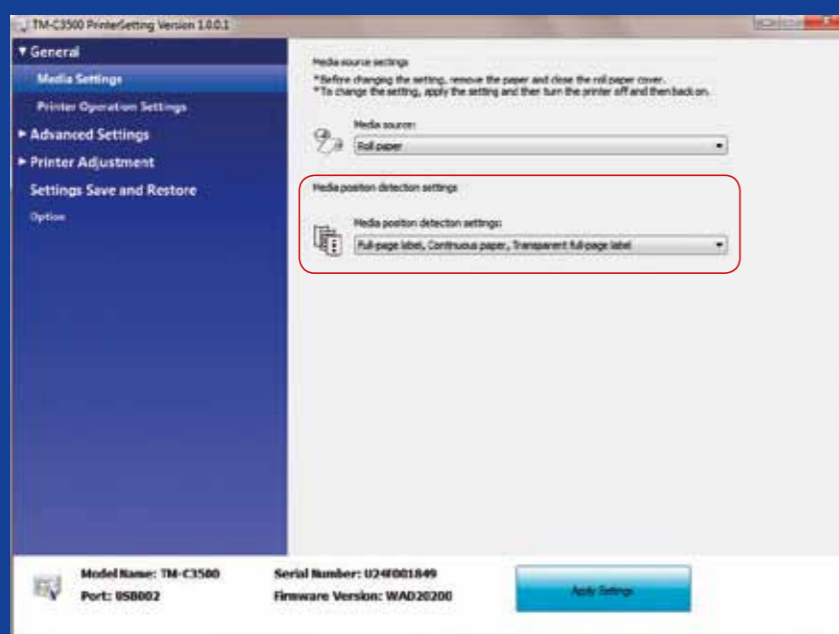 TM-C3500 PrinterSetting Version 1.0.0.1
▼ General
Media Settings
Printer Operation Settings
► Advanced Settings
► Printer Adjustment
Settings Save and Restore
Option
Media source settings
*Before changing the setting, remove the paper and close the roll paper cover.
*To change the setting, apply the setting and then turn the printer off and then back on.
Media source:
Roll paper
Media position detection settings
Media position detection settings:
Full-page label, Continuous paper, Transparent full-page label
Model Name: TM-C3500
Serial Number: U24F001849
Port: USB002
Firmware Version: WAD20200
Apply Settings